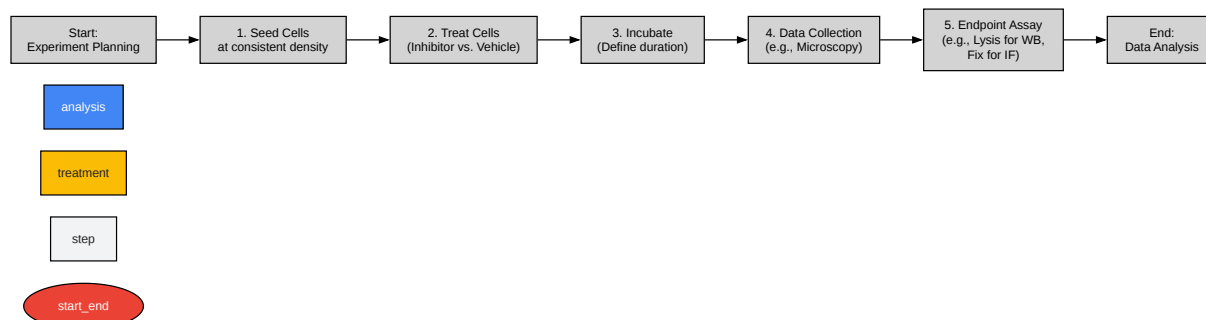 Start:
Experiment Planning
1. Seed Cells
at consistent density
2. Treat Cells
(Inhibitor vs. Vehicle)
3. Incubate
(Define duration)
4. Data Collection
(e.g., Microscopy)
5. Endpoint Assay
(e.g., Lysis for WB,
Fix for IF)
End:
Data Analysis
analysis
treatment
step
start_end